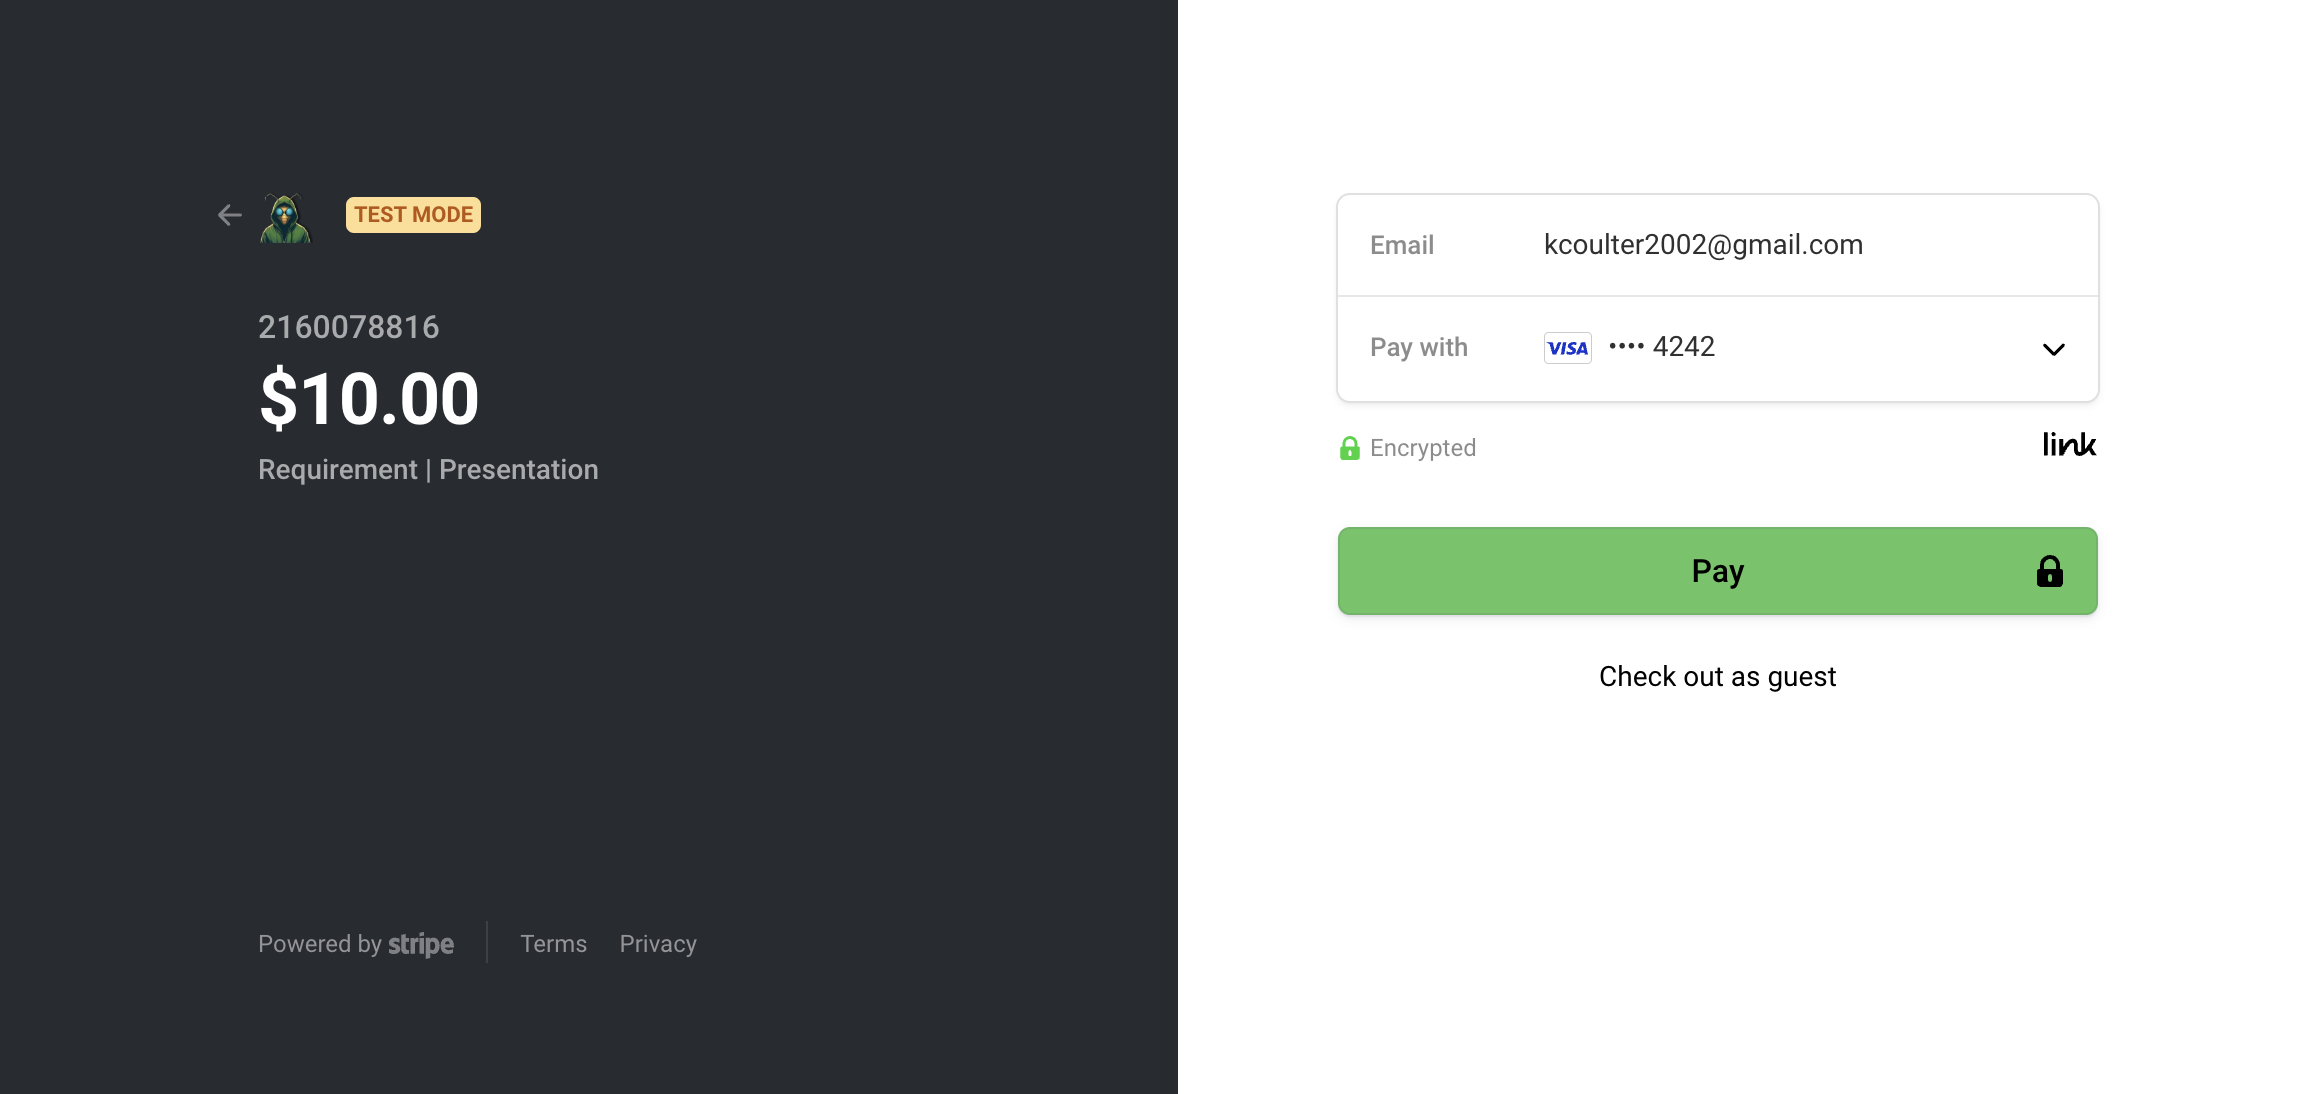 TEST MODE
2160078816
$10.00
Requirement | Presentation
Powered by stripe
Terms
Privacy
Email
kcoulter2002@gmail.com
Pay with
VISA •••• 4242
Encrypted
link
Pay
Check out as guest